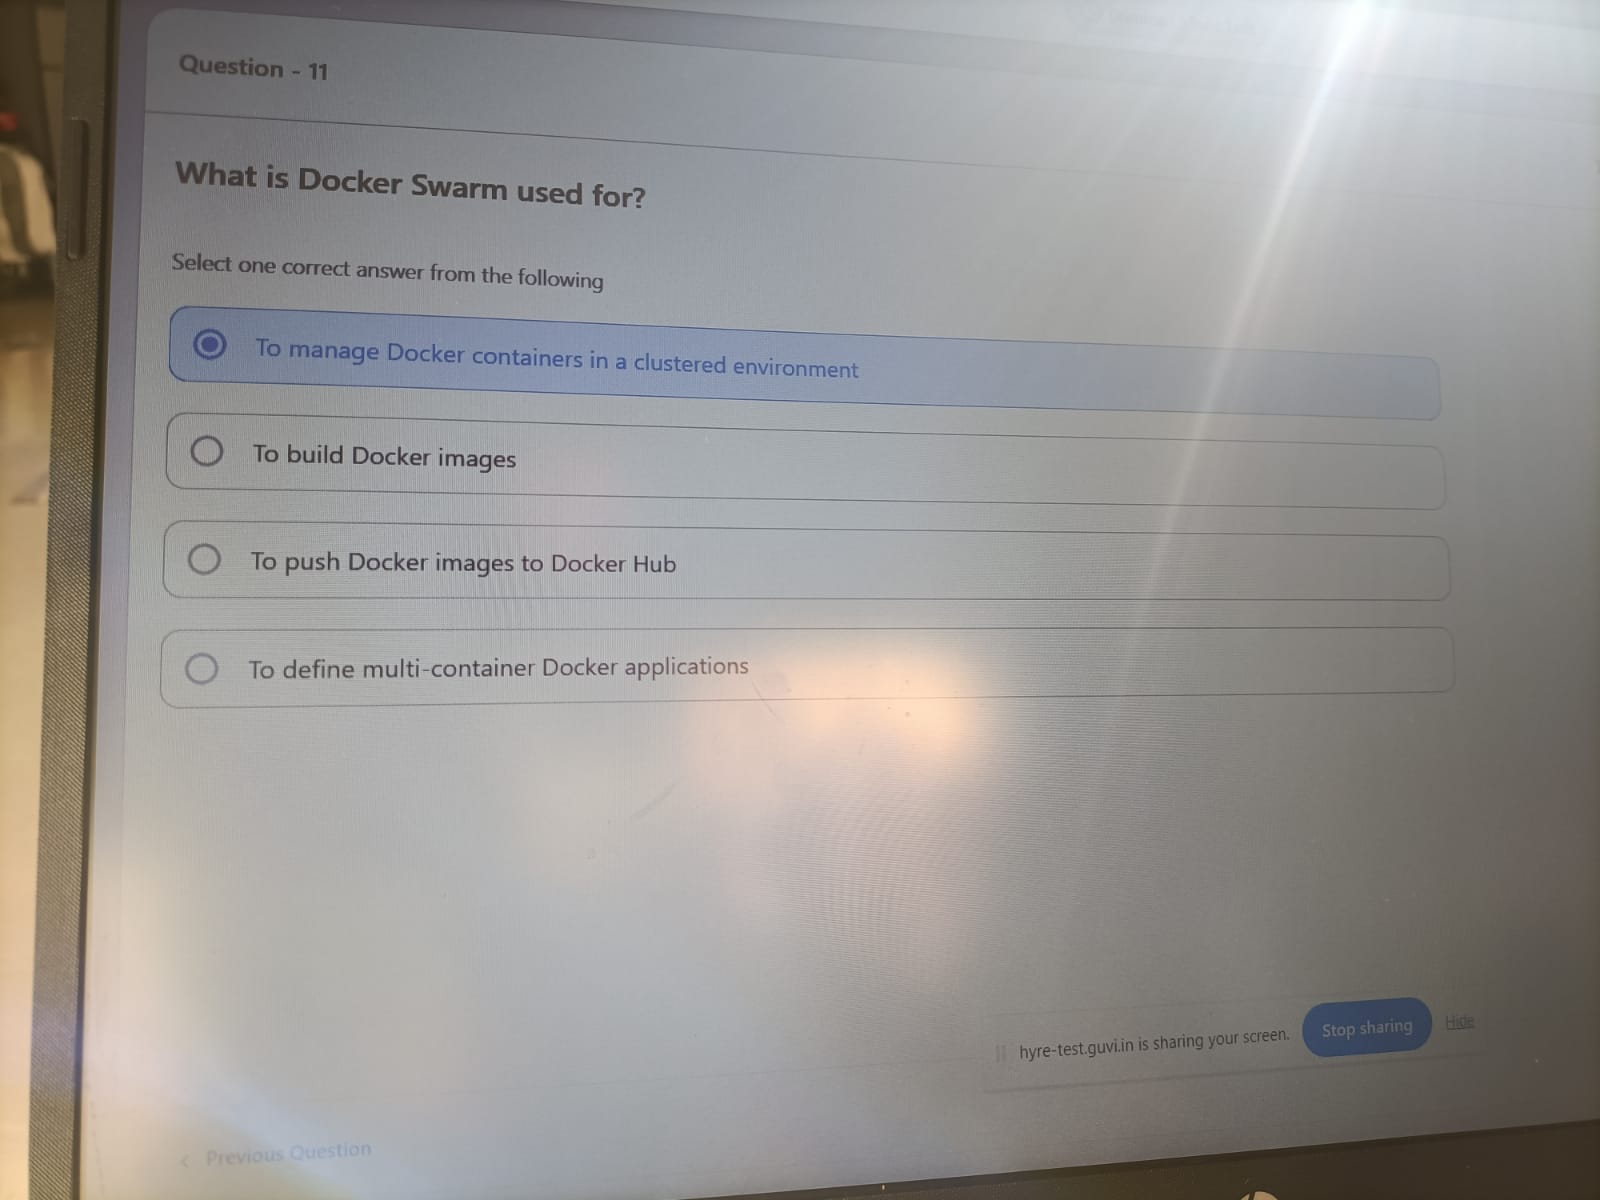 Question - 11
What is Docker Swarm used for?
Select one correct answer from the following
To manage Docker containers in a clustered environment
To build Docker images
To push Docker images to Docker Hub
To define multi-container Docker applications
hyre-test.guvi.in is sharing your screen. Stop sharing Hide
< Previous Question